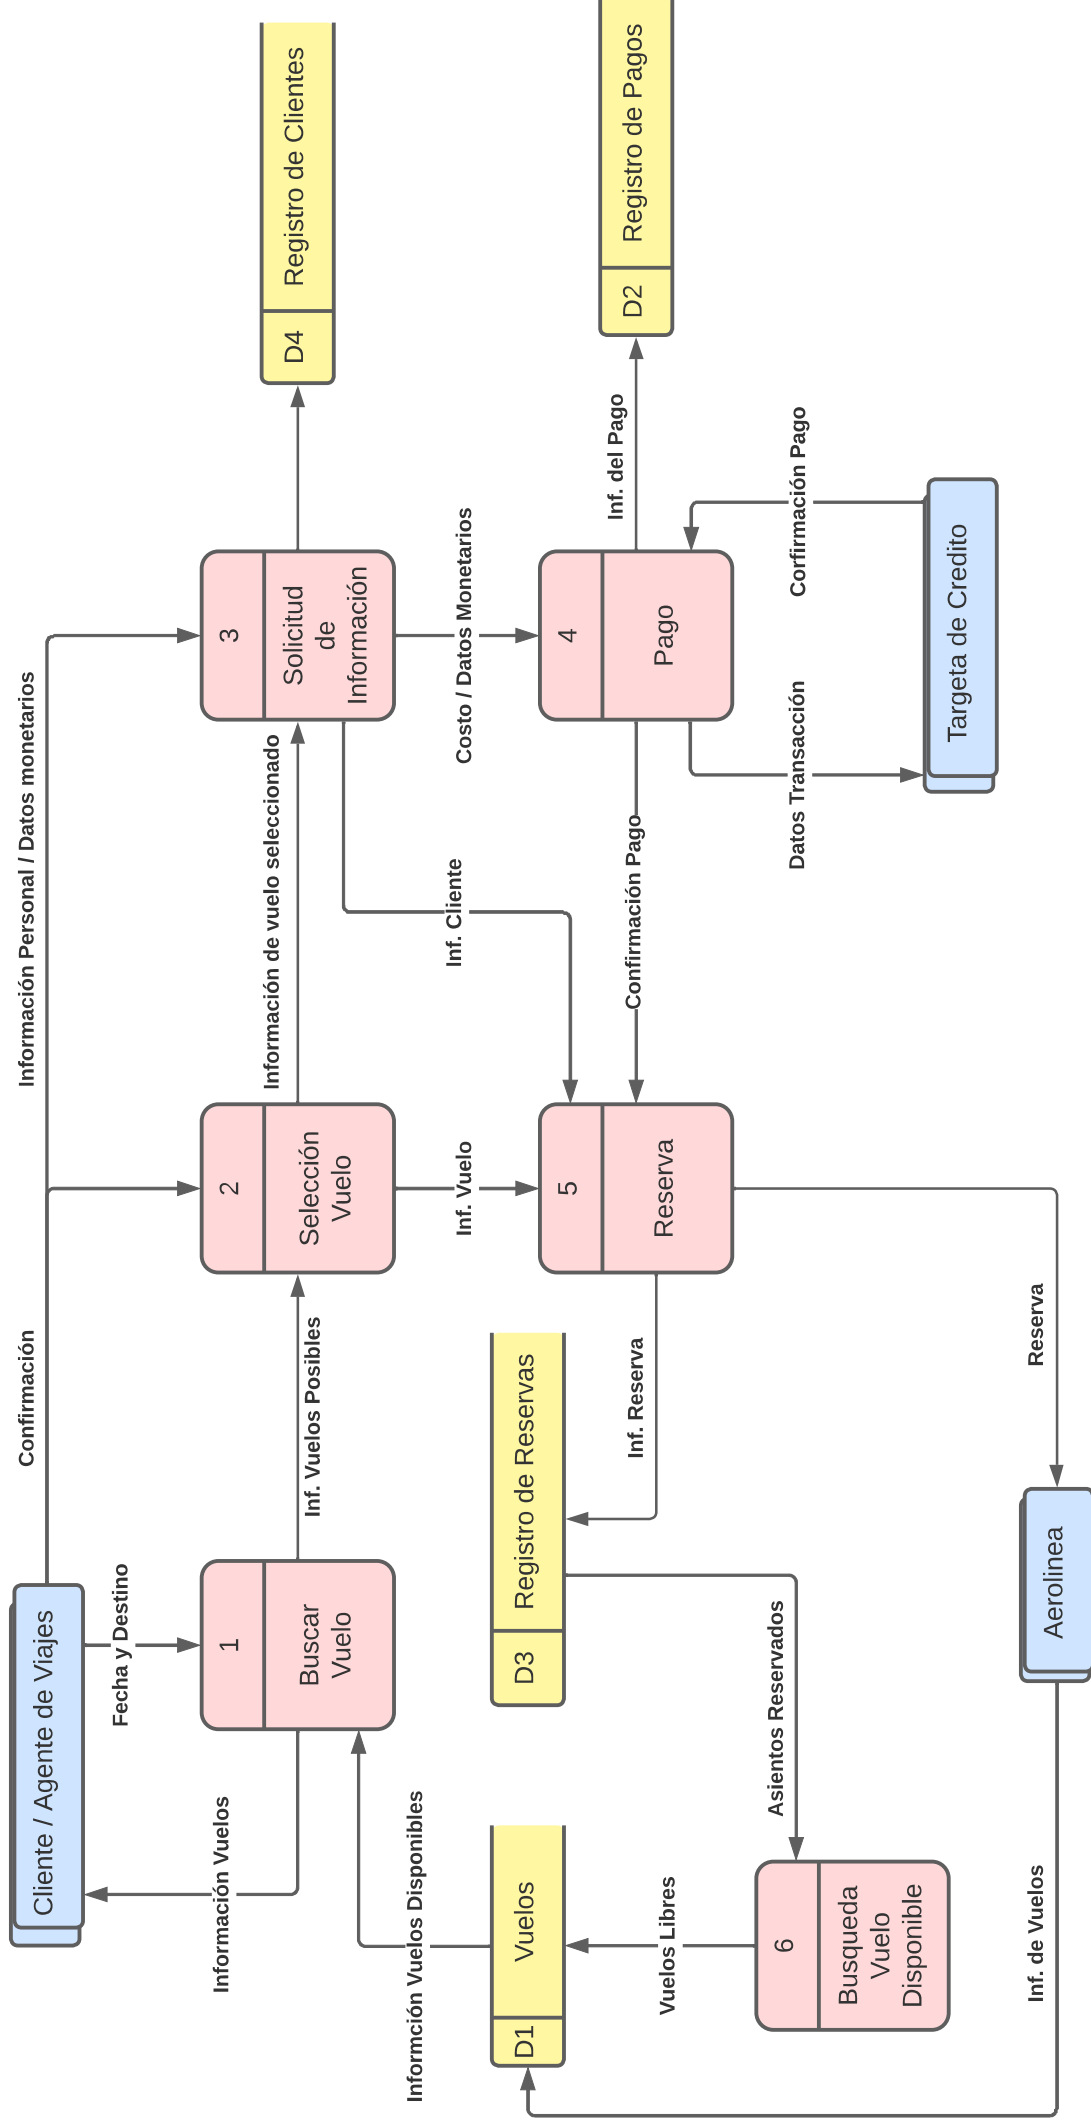 Cliente / Agente de Viajes
Confirmación
Información Personal / Datos monetarios
Fecha y Destino
Información Vuelos
1
Buscar
Vuelo
Inf. Vuelos Posibles
2
Selección
Vuelo
Información de vuelo seleccionado
3
Solicitud
de
Información
D4
Registro de Clientes
Informción Vuelos Disponibles
Inf. Vuelo
Inf. Cliente
Costo / Datos Monetarios
D1
Vuelos
D3
Registro de Reservas
Inf. Reserva
5
Reserva
Confirmación Pago
4
Pago
Inf. del Pago
D2
Registro de Pagos
Vuelos Libres
6
Busqueda
Vuelo
Disponible
Asientos Reservados
Datos Transacción
Corfirmación Pago
Targeta de Credito
Inf. de Vuelos
Aerolinea
Reserva